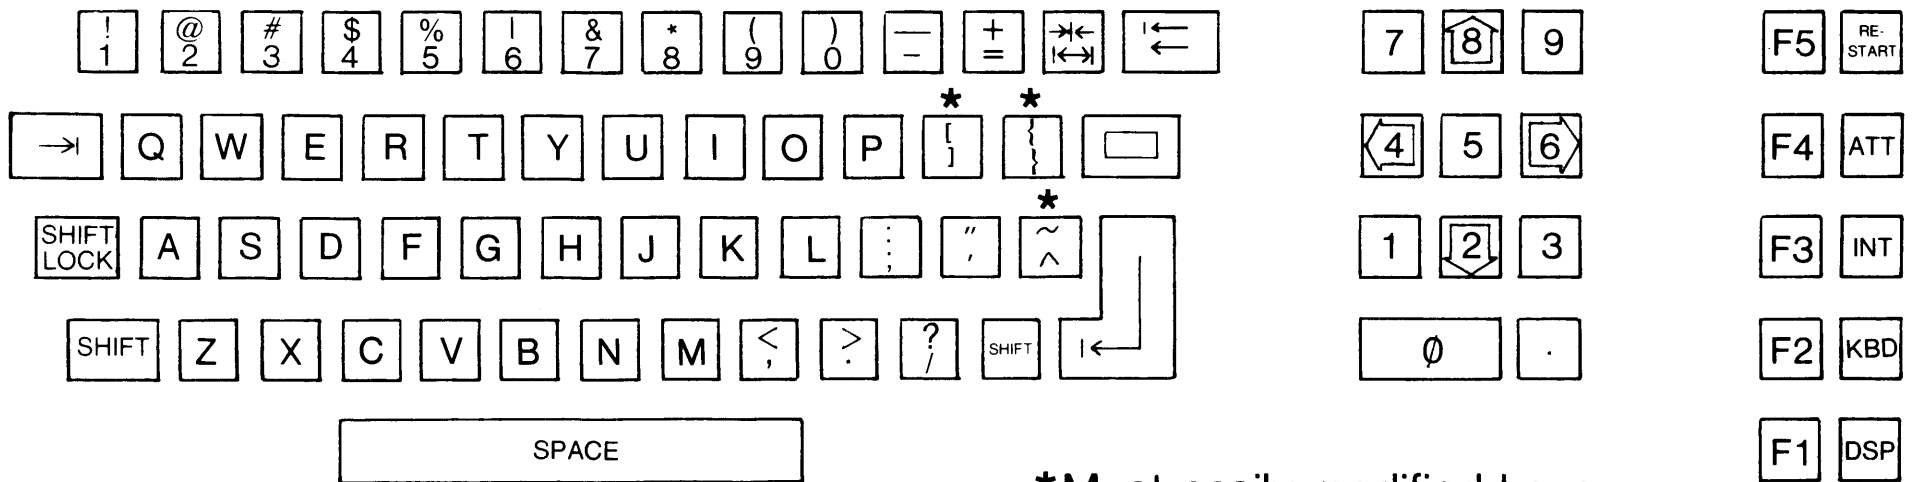 ! @ # $ % | & * ( ) — + →|← |←
1 2 3 4 5 6 7 8 9 0 – = |↔| ← 7 8 9 F5 RE-START
* *
→| Q W E R T Y U I O P [ ] { } 4 5 6 F4 ATT
*
SHIFT LOCK A S D F G H J K L : ; " ' ~ ^ 1 2 3 F3 INT
SHIFT Z X C V B N M < , > . ? / SHIFT |← Ø . F2 KBD
SPACE F1 DSP